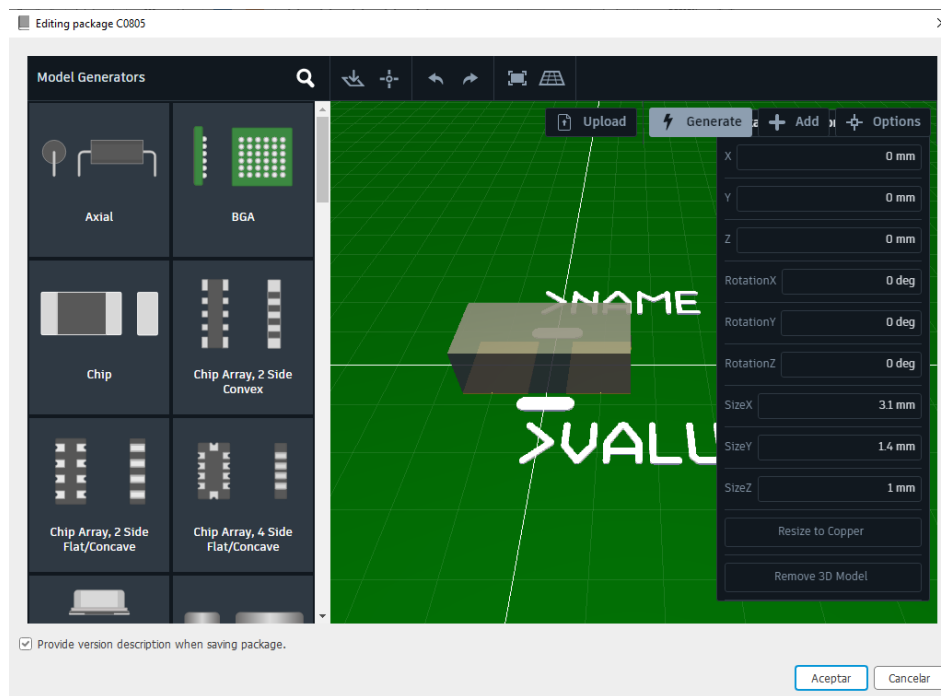 Editing package C0805
Model Generators
Upload
Generate
Add
Options
Axial
BGA
Chip
Chip Array, 2 Side
Convex
Chip Array, 2 Side
Flat/Concave
Chip Array, 4 Side
Flat/Concave
>NAME
>VALU
X 0 mm
Y 0 mm
Z 0 mm
RotationX 0 deg
RotationY 0 deg
RotationZ 0 deg
SizeX 3.1 mm
SizeY 1.4 mm
SizeZ 1 mm
Resize to Copper
Remove 3D Model
Provide version description when saving package.
Aceptar
Cancelar